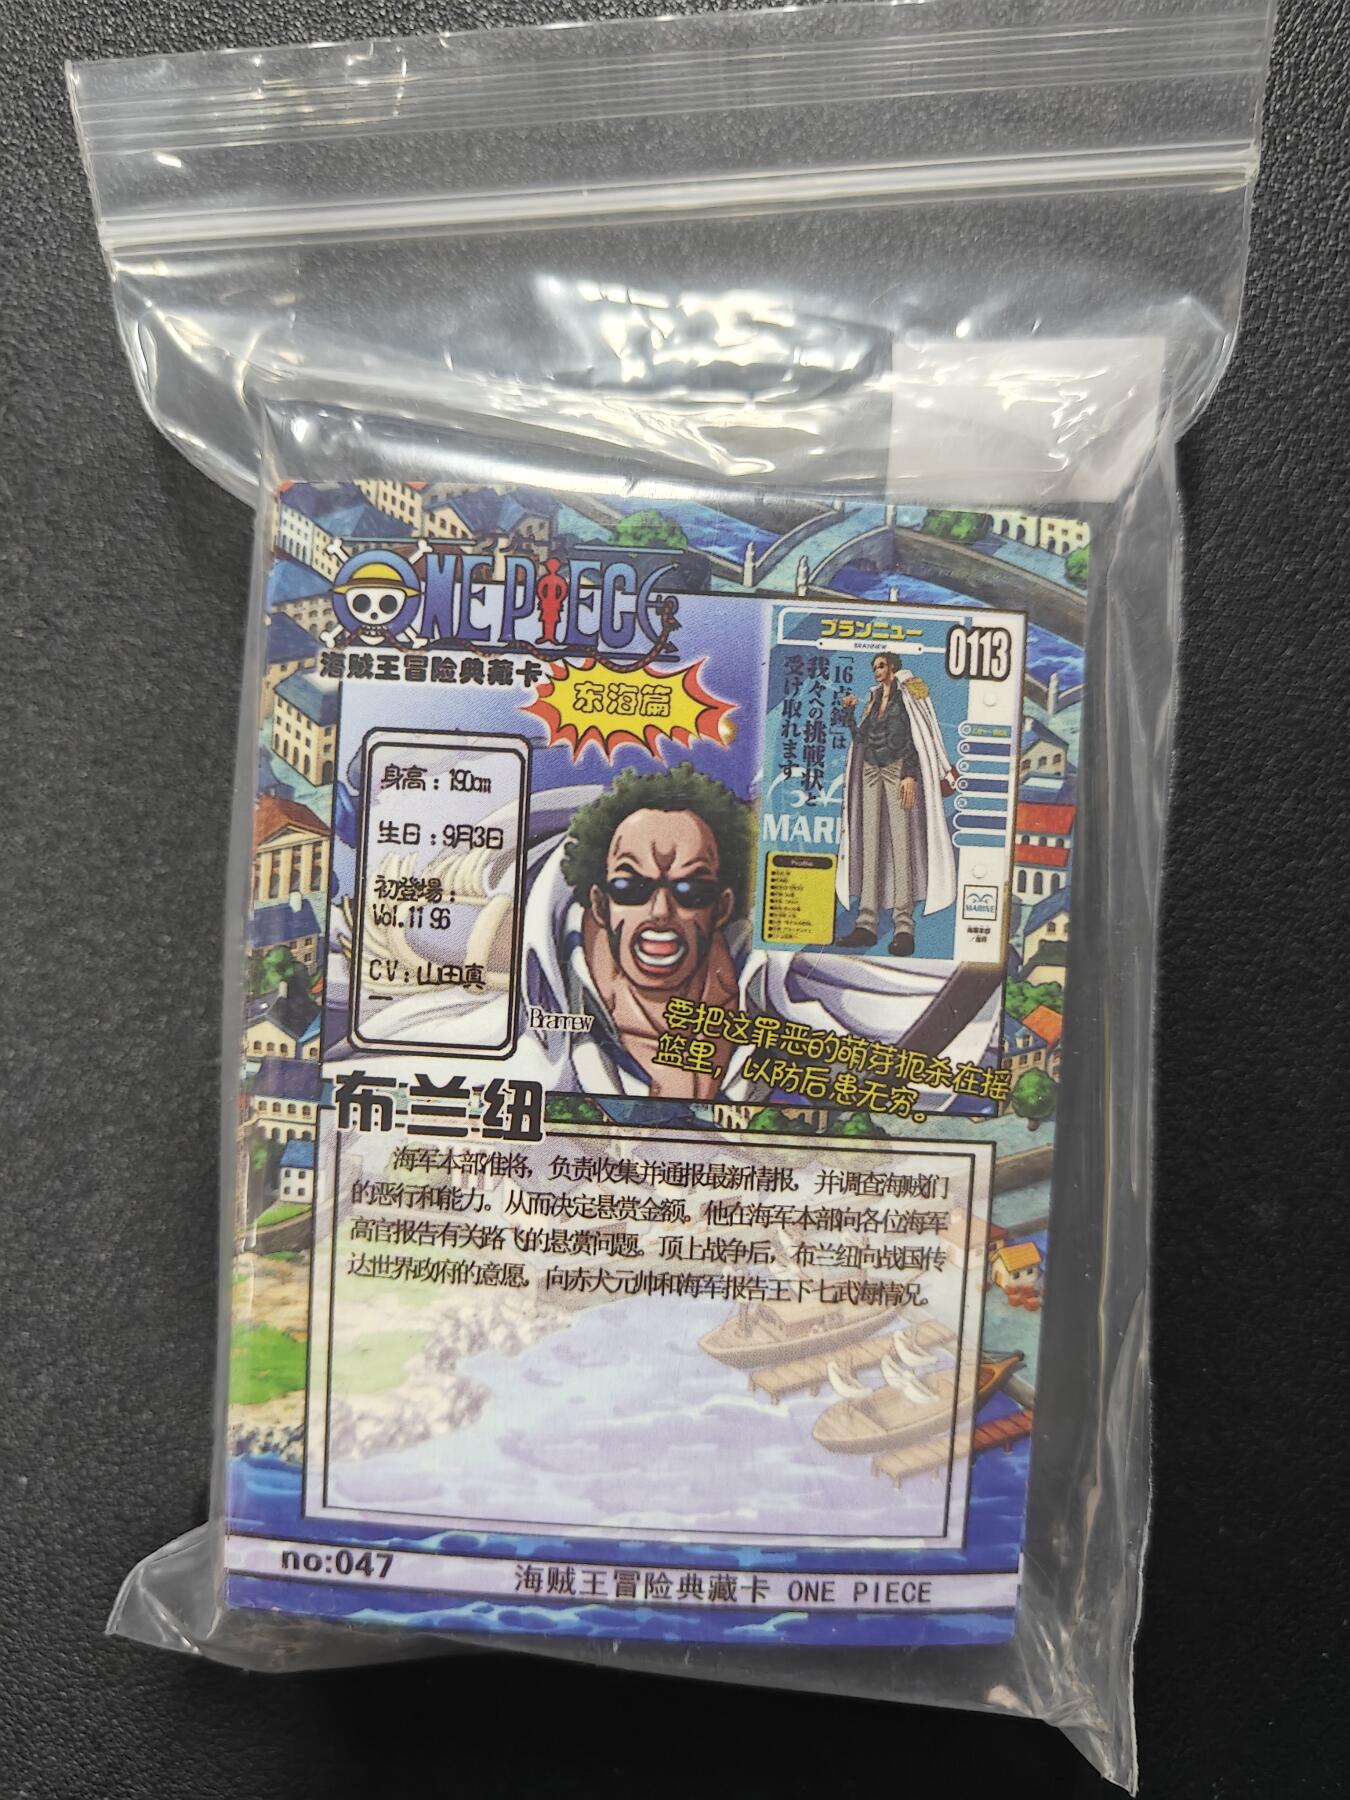 ONE PIECE
海贼王冒险典藏卡
东海篇
ブランニュー
BRANNEW
0113
「16点鐘」は
我々への挑戦状と
受け取れます
MARI
Profile
MARINE
身高：190cm
生日：9月3日
初登場：
Vol.11 96
CV：山田真
一
Brannew
要把这罪恶的萌芽扼杀在摇
篮里，以防后患无穷。
布兰纽
海军本部准将，负责收集并通报最新情报，并调查海贼们
的恶行和能力。从而决定悬赏金额。他在海军本部向各位海军
高官报告有关路飞的悬赏问题。顶上战争后，布兰纽向战国传
达世界政府的意愿，向赤犬元帅和海军报告王下七武海情况。
no:047
海贼王冒险典藏卡 ONE PIECE